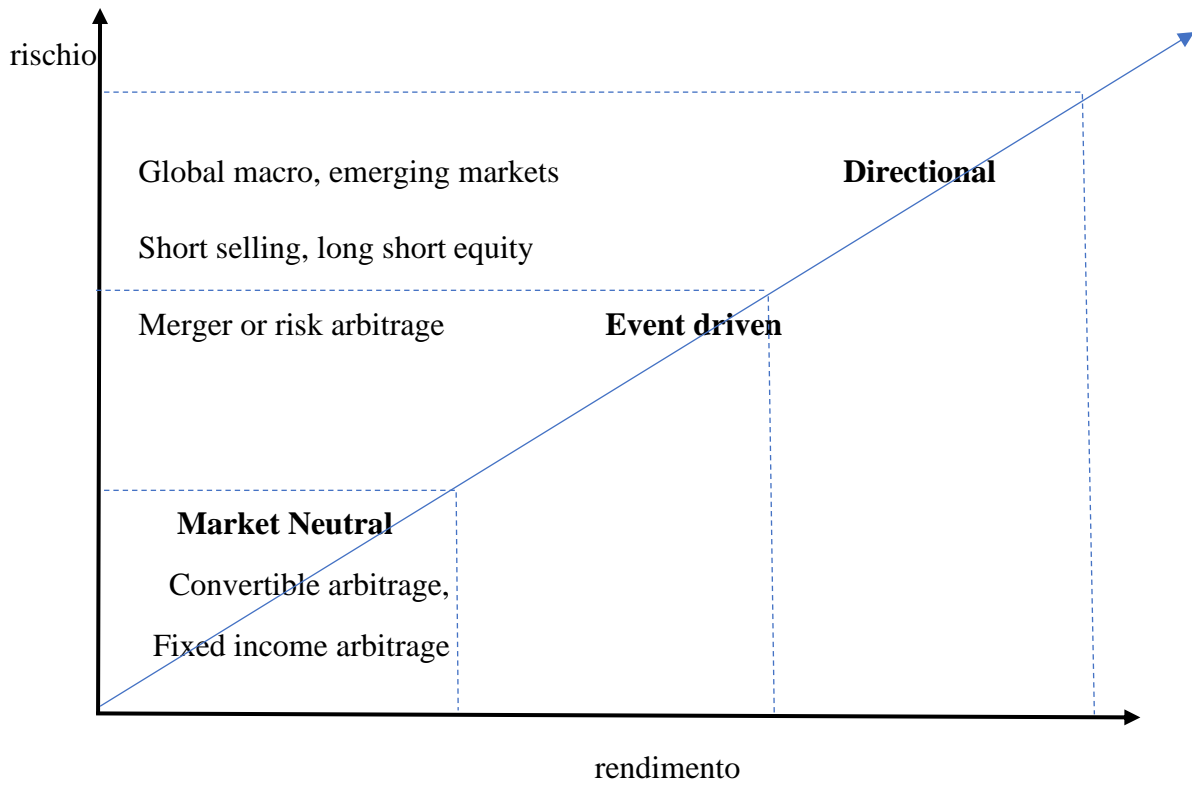 rischio
Global macro, emerging markets
Directional
Short selling, long short equity
Merger or risk arbitrage
Event driven
Market Neutral
Convertible arbitrage,
Fixed income arbitrage
rendimento